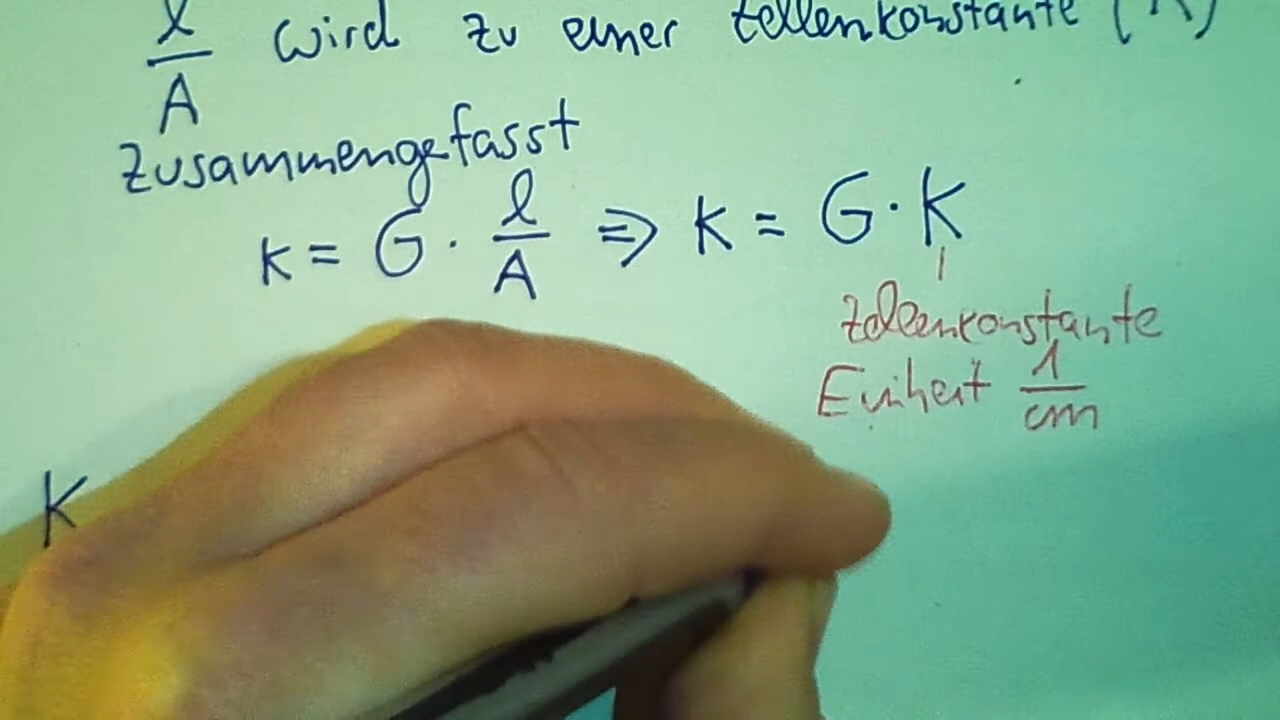 l/A wird zu einer Zellenkonstante (K)
Zusammengefasst
κ = G · l/A ⇒ κ = G · K
Zellenkonstante
Einheit 1/cm
K